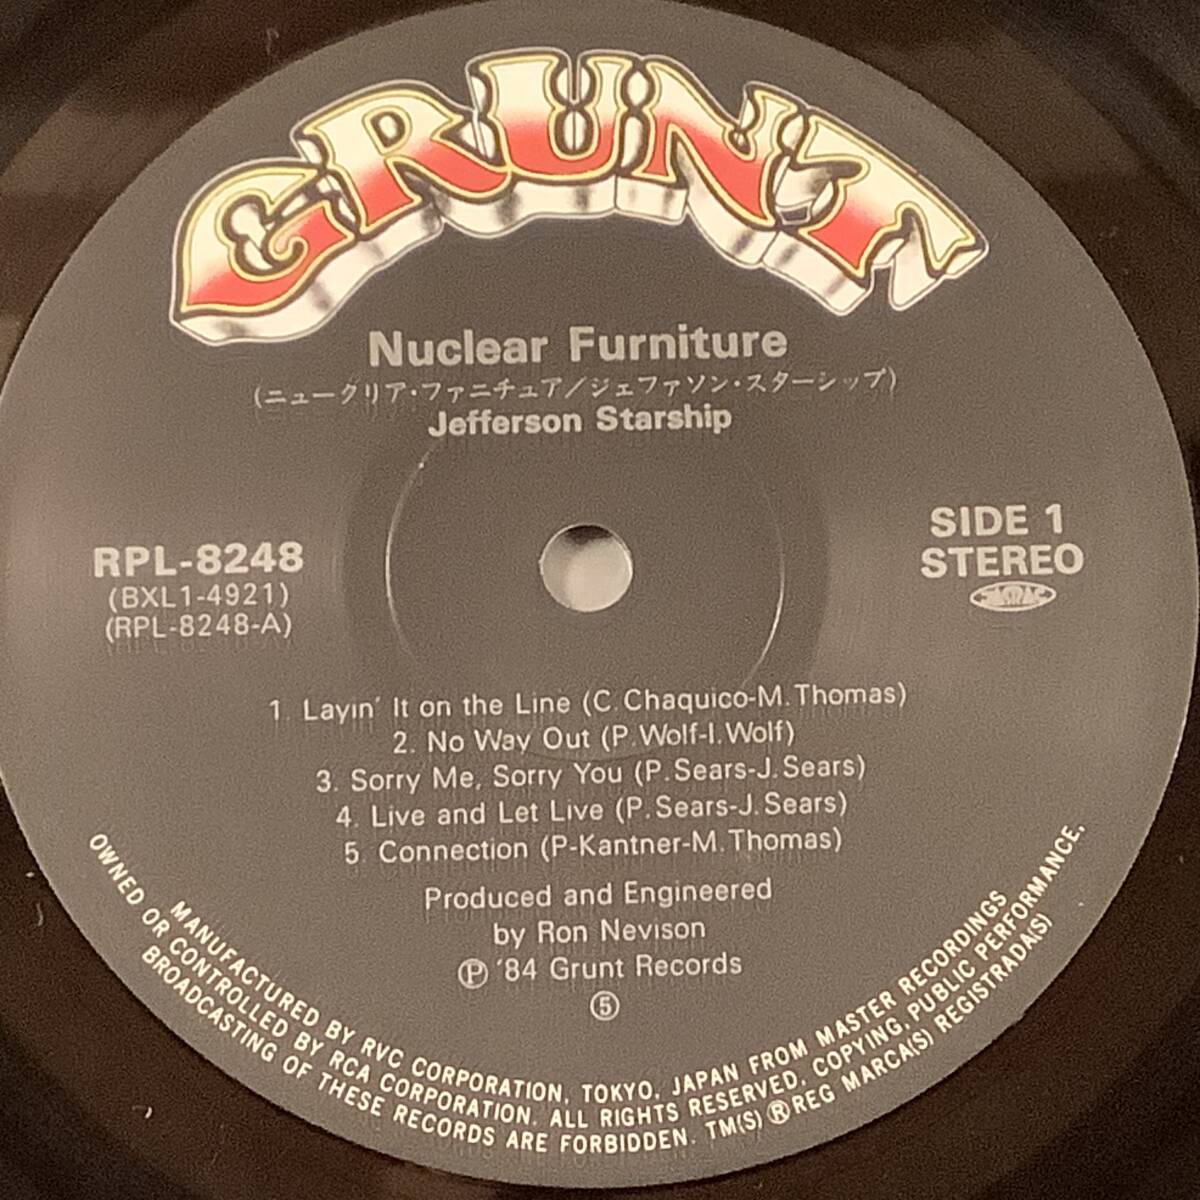 GRUNT
Nuclear Furniture
(ニュークリア・ファニチュア／ジェファソン・スターシップ)
Jefferson Starship
RPL-8248
(BXL1-4921)
(RPL-8248-A)
SIDE 1
STEREO
JASRAC
1. Layin' It on the Line (C. Chaquico-M. Thomas)
2. No Way Out (P. Wolf-I. Wolf)
3. Sorry Me, Sorry You (P. Sears-J. Sears)
4. Live and Let Live (P. Sears-J. Sears)
5. Connection (P-Kantner-M. Thomas)
Produced and Engineered
by Ron Nevison
Ⓟ '84 Grunt Records
⑤
MANUFACTURED BY RVC CORPORATION, TOKYO, JAPAN FROM MASTER RECORDINGS
OWNED OR CONTROLLED BY RCA CORPORATION. ALL RIGHTS RESERVED, COPYING, PUBLIC PERFORMANCE,
BROADCASTING OF THESE RECORDS ARE FORBIDDEN. TM(S) ® REG MARCA(S) REGISTRADA(S)